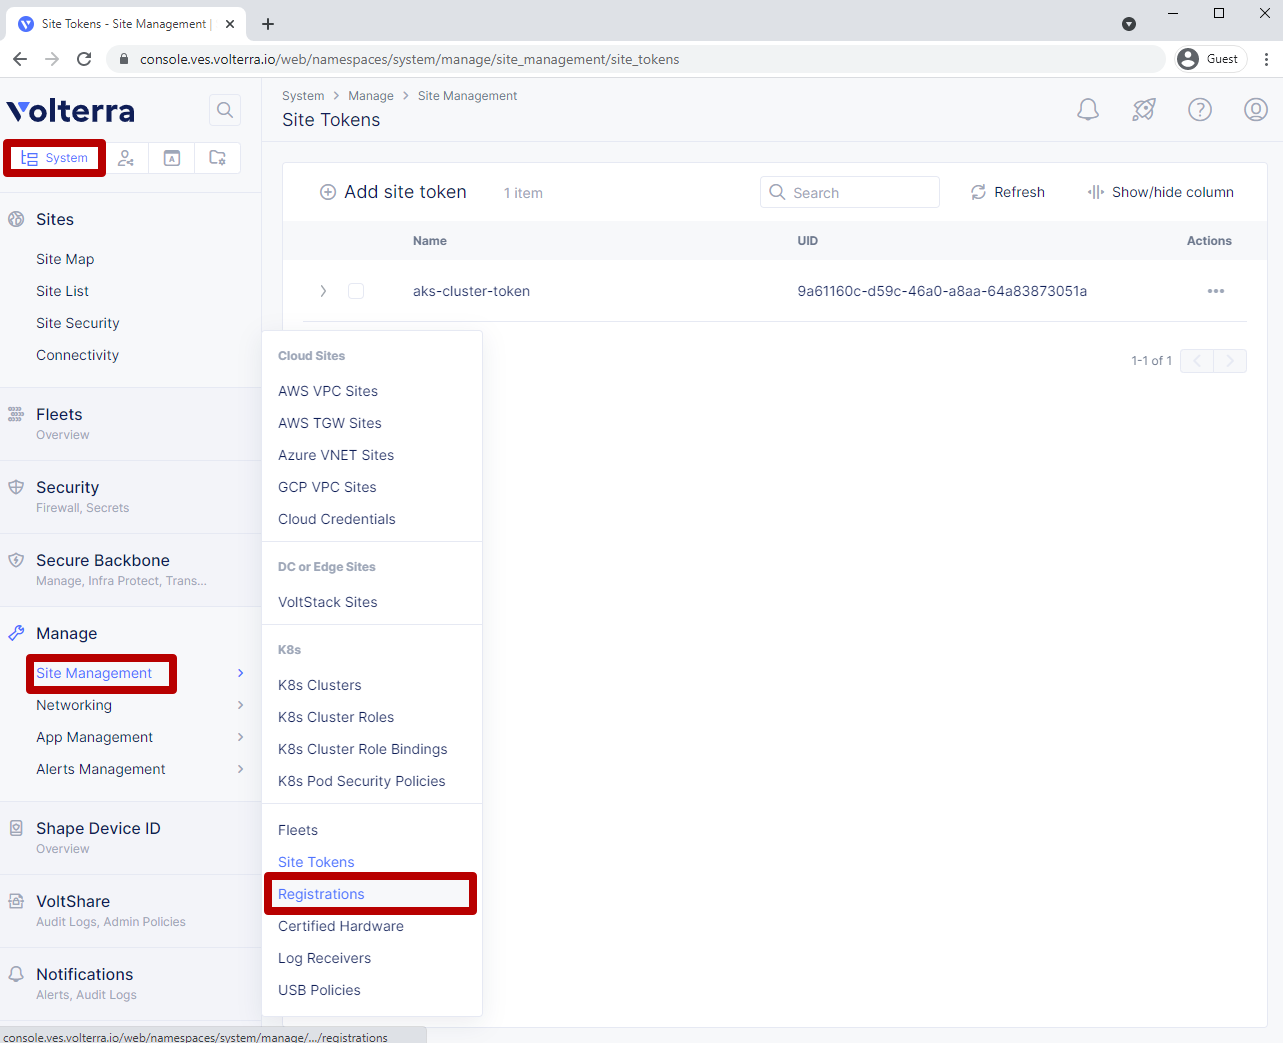 Site Tokens - Site Management |
console.ves.volterra.io/web/namespaces/system/manage/site_management/site_tokens
Guest
Volterra
System
System > Manage > Site Management
Site Tokens
Sites
Site Map
Site List
Site Security
Connectivity
Fleets
Overview
Security
Firewall, Secrets
Secure Backbone
Manage, Infra Protect, Trans...
Manage
Site Management
Networking
App Management
Alerts Management
Shape Device ID
Overview
VoltShare
Audit Logs, Admin Policies
Notifications
Alerts, Audit Logs
Add site token 1 item Search Refresh Show/hide column
Name UID Actions
aks-cluster-token 9a61160c-d59c-46a0-a8aa-64a83873051a
1-1 of 1
Cloud Sites
AWS VPC Sites
AWS TGW Sites
Azure VNET Sites
GCP VPC Sites
Cloud Credentials
DC or Edge Sites
VoltStack Sites
K8s
K8s Clusters
K8s Cluster Roles
K8s Cluster Role Bindings
K8s Pod Security Policies
Fleets
Site Tokens
Registrations
Certified Hardware
Log Receivers
USB Policies
console.ves.volterra.io/web/namespaces/system/manage/.../registrations